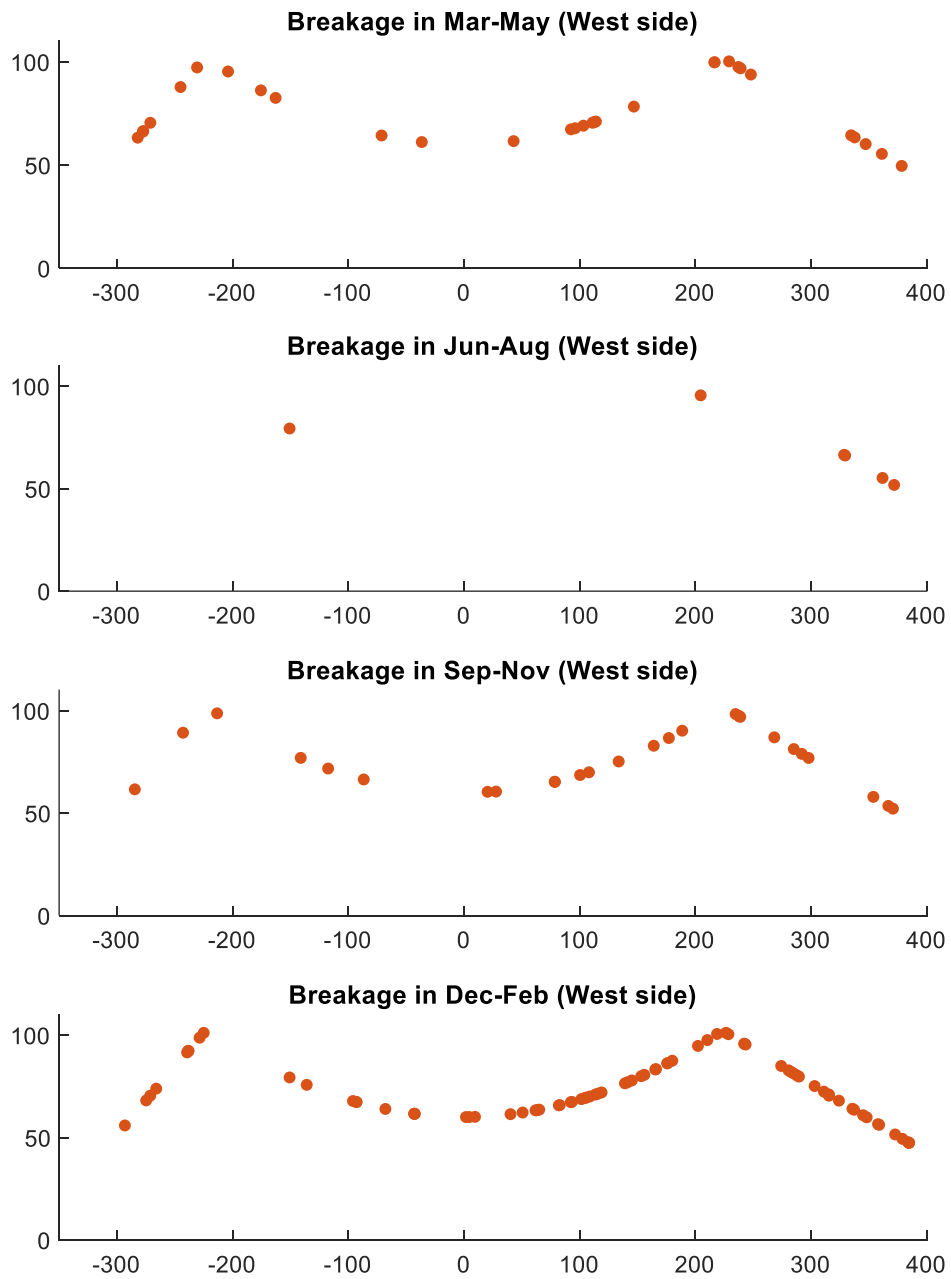 Breakage in Mar-May (West side)
100
50
0
-300 -200 -100 0 100 200 300 400
Breakage in Jun-Aug (West side)
100
50
0
-300 -200 -100 0 100 200 300 400
Breakage in Sep-Nov (West side)
100
50
0
-300 -200 -100 0 100 200 300 400
Breakage in Dec-Feb (West side)
100
50
0
-300 -200 -100 0 100 200 300 400